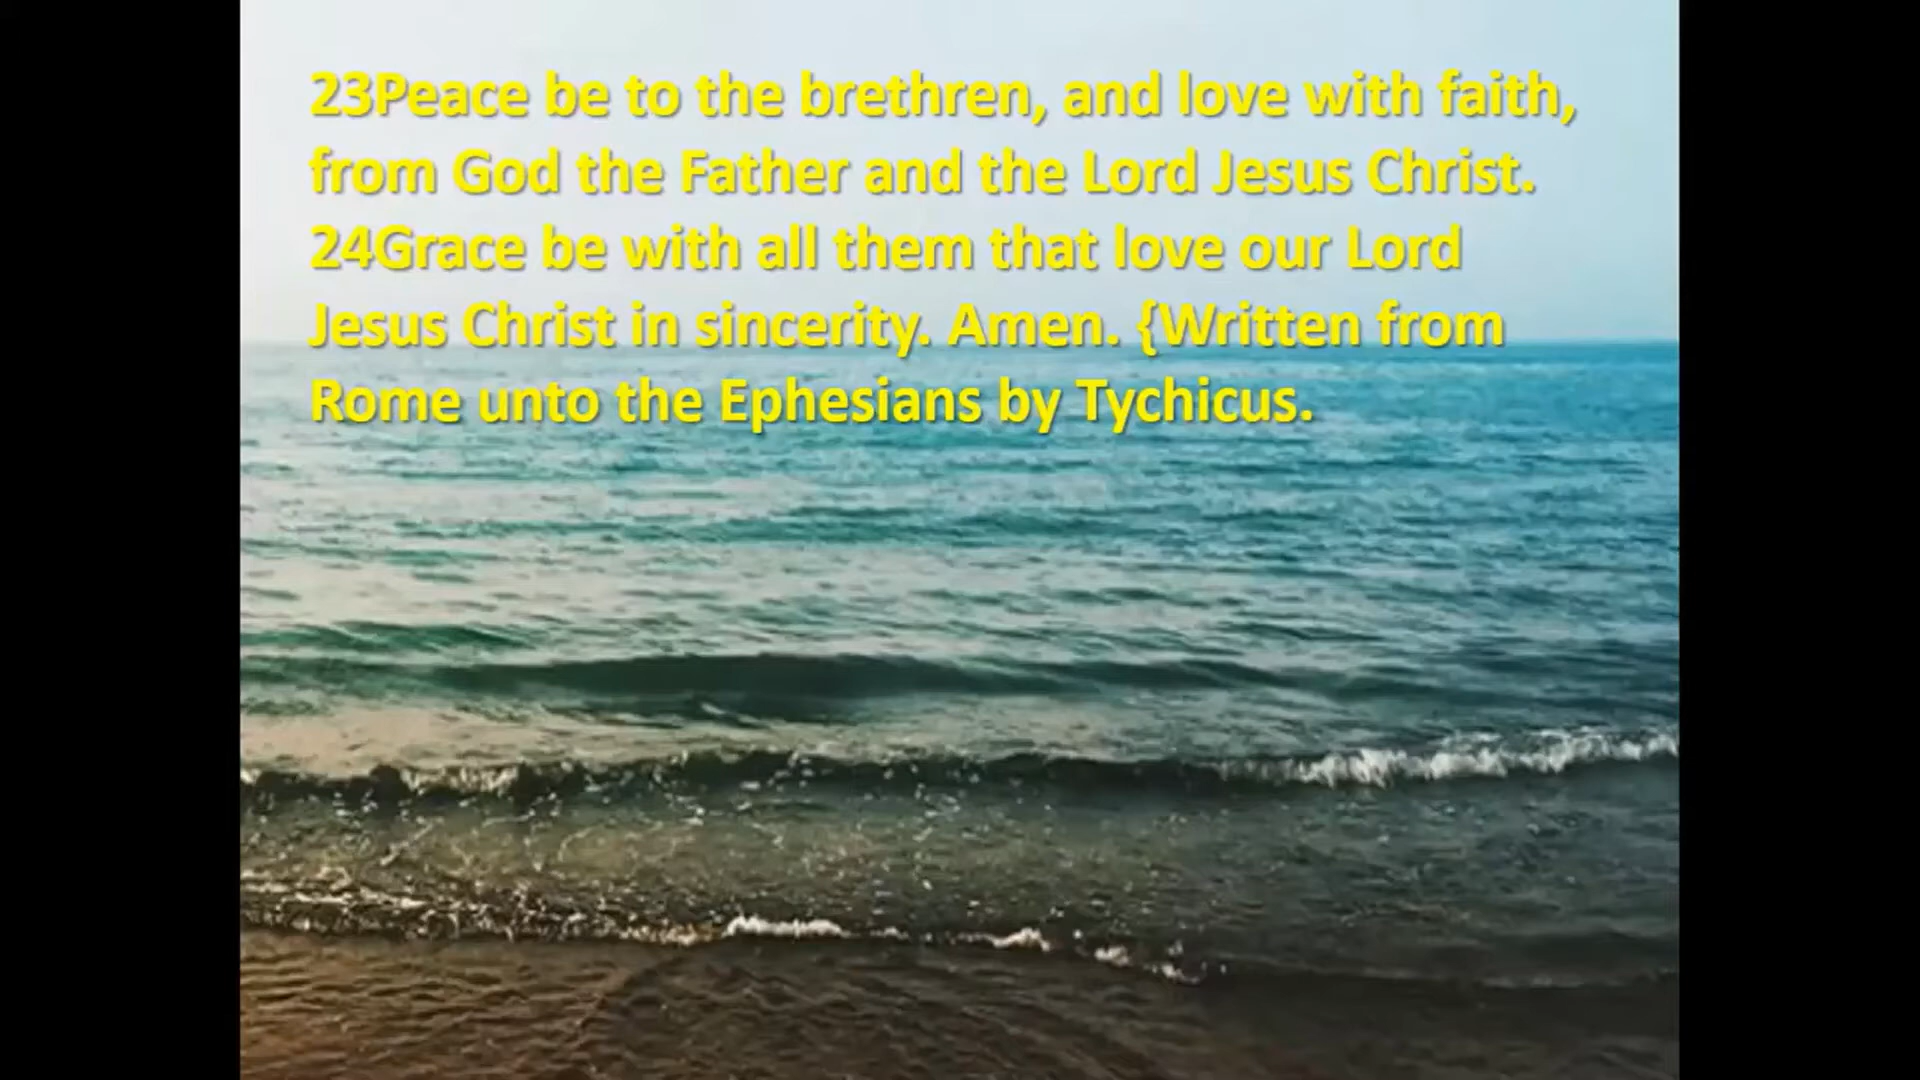 23Peace be to the brethren, and love with faith,
from God the Father and the Lord Jesus Christ.
24Grace be with all them that love our Lord
Jesus Christ in sincerity. Amen. {Written from
Rome unto the Ephesians by Tychicus.